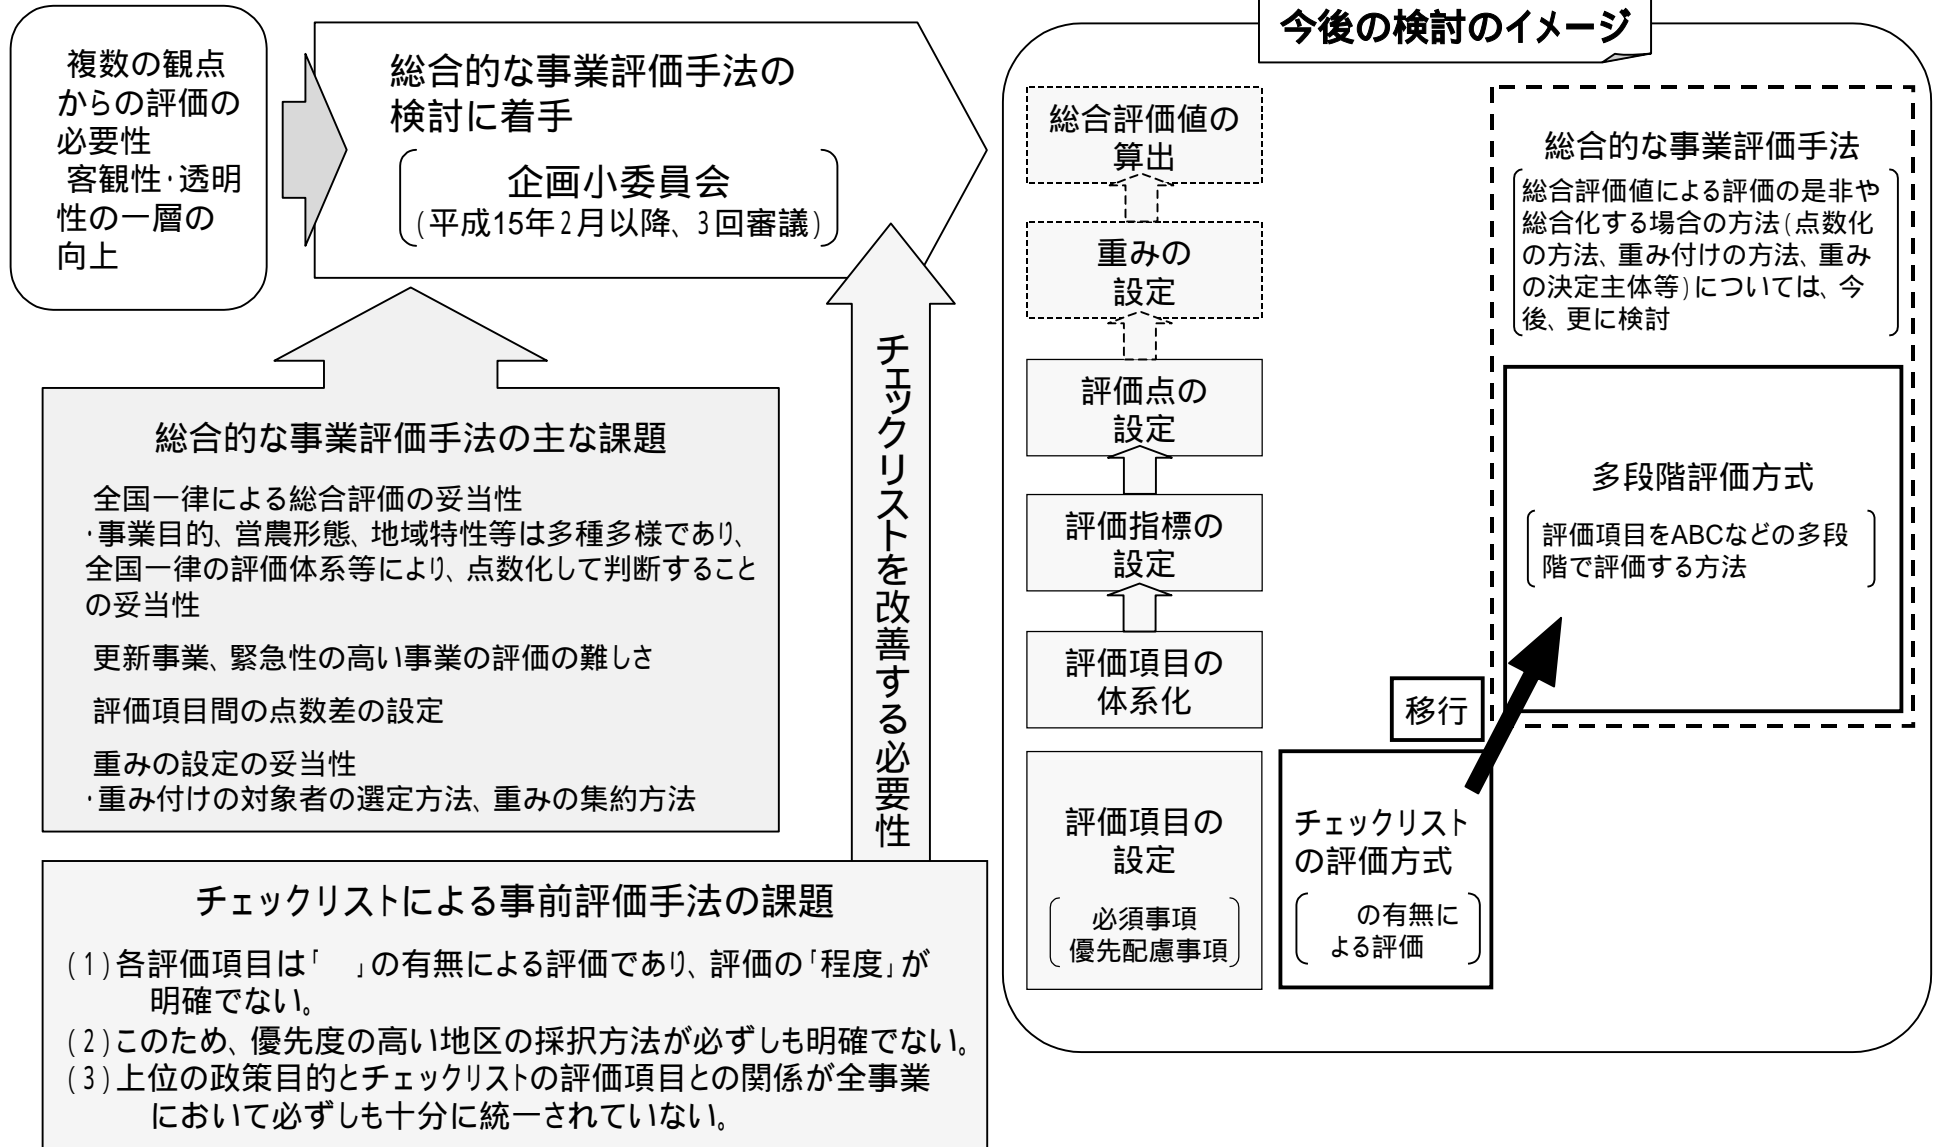 複数の観点
からの評価の
必要性
客観性・透明
性の一層の
向上
総合的な事業評価手法の
検討に着手
企画小委員会
(平成15年2月以降、3回審議)
総合的な事業評価手法の主な課題
全国一律による総合評価の妥当性
・事業目的、営農形態、地域特性等は多種多様であり、
全国一律の評価体系等により、点数化して判断すること
の妥当性
更新事業、緊急性の高い事業の評価の難しさ
評価項目間の点数差の設定
重みの設定の妥当性
・重み付けの対象者の選定方法、重みの集約方法
チェックリストを改善する必要性
チェックリストによる事前評価手法の課題
(1)各評価項目は「　」の有無による評価であり、評価の「程度」が
明確でない。
(2)このため、優先度の高い地区の採択方法が必ずしも明確でない。
(3)上位の政策目的とチェックリストの評価項目との関係が全事業
において必ずしも十分に統一されていない。
今後の検討のイメージ
総合評価値の
算出
重みの
設定
評価点の
設定
評価指標の
設定
評価項目の
体系化
評価項目の
設定
必須事項
優先配慮事項
チェックリスト
の評価方式
の有無に
よる評価
移行
総合的な事業評価手法
総合評価値による評価の是非や
総合化する場合の方法(点数化
の方法、重み付けの方法、重み
の決定主体等)については、今
後、更に検討
多段階評価方式
評価項目をABCなどの多段
階で評価する方法